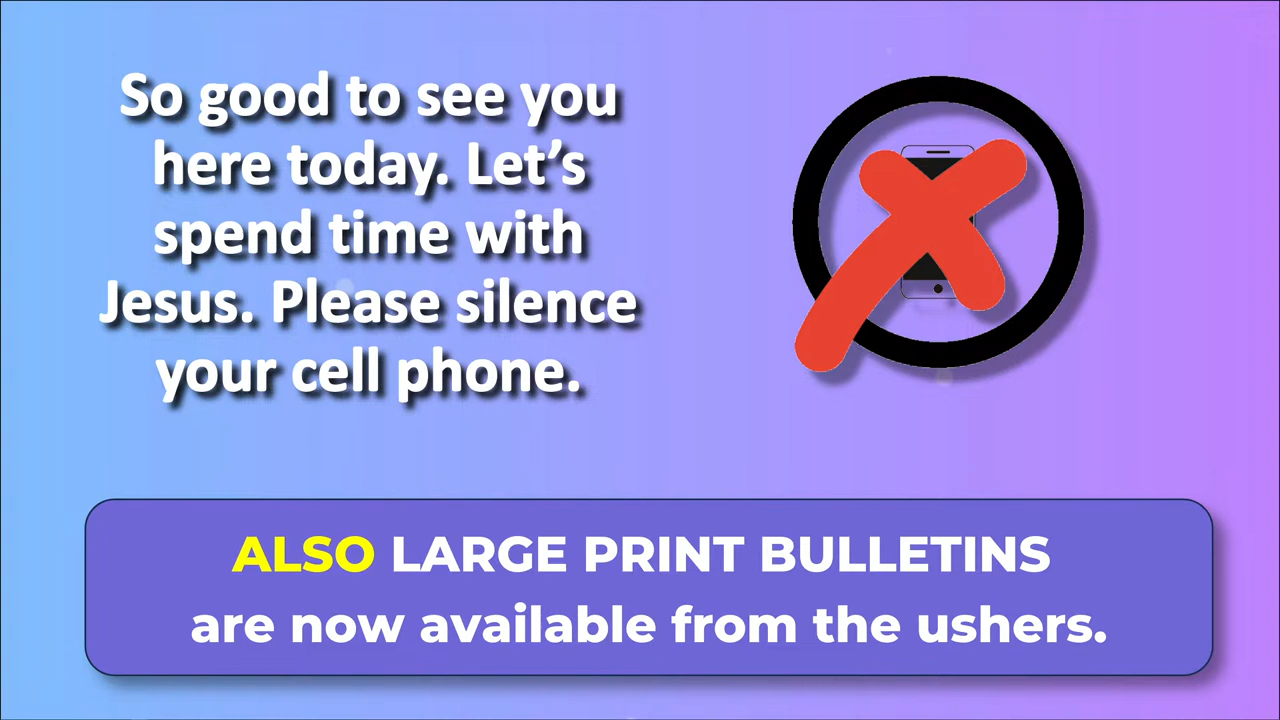 So good to see you
here today. Let’s
spend time with
Jesus. Please silence
your cell phone.
ALSO LARGE PRINT BULLETINS
are now available from the ushers.